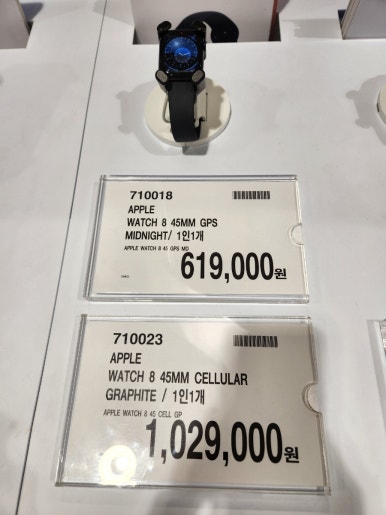 710018
APPLE
WATCH 8 45MM GPS
MIDNIGHT/ 1인1개
APPLE WATCH 8 45 GPS MD
619,000원
710023
APPLE
WATCH 8 45MM CELLULAR
GRAPHITE / 1인1개
APPLE WATCH 8 45 CELL GP
1,029,000원